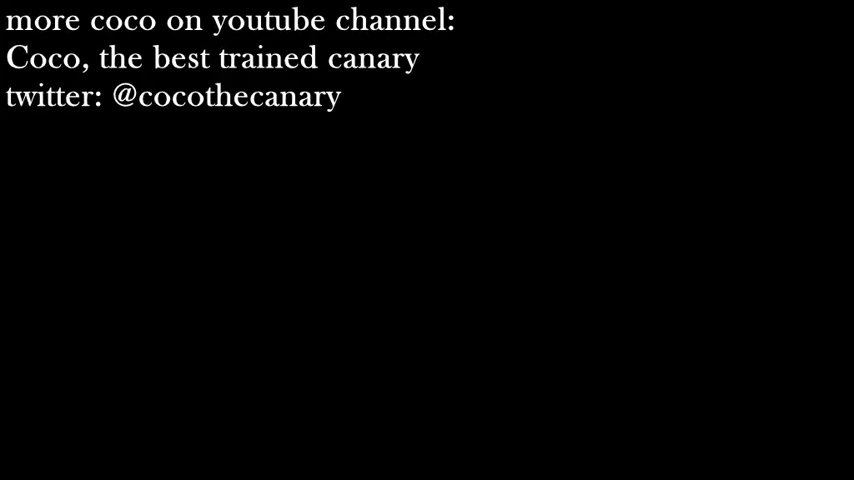 more coco on youtube channel:
Coco, the best trained canary
twitter: @cocothecanary